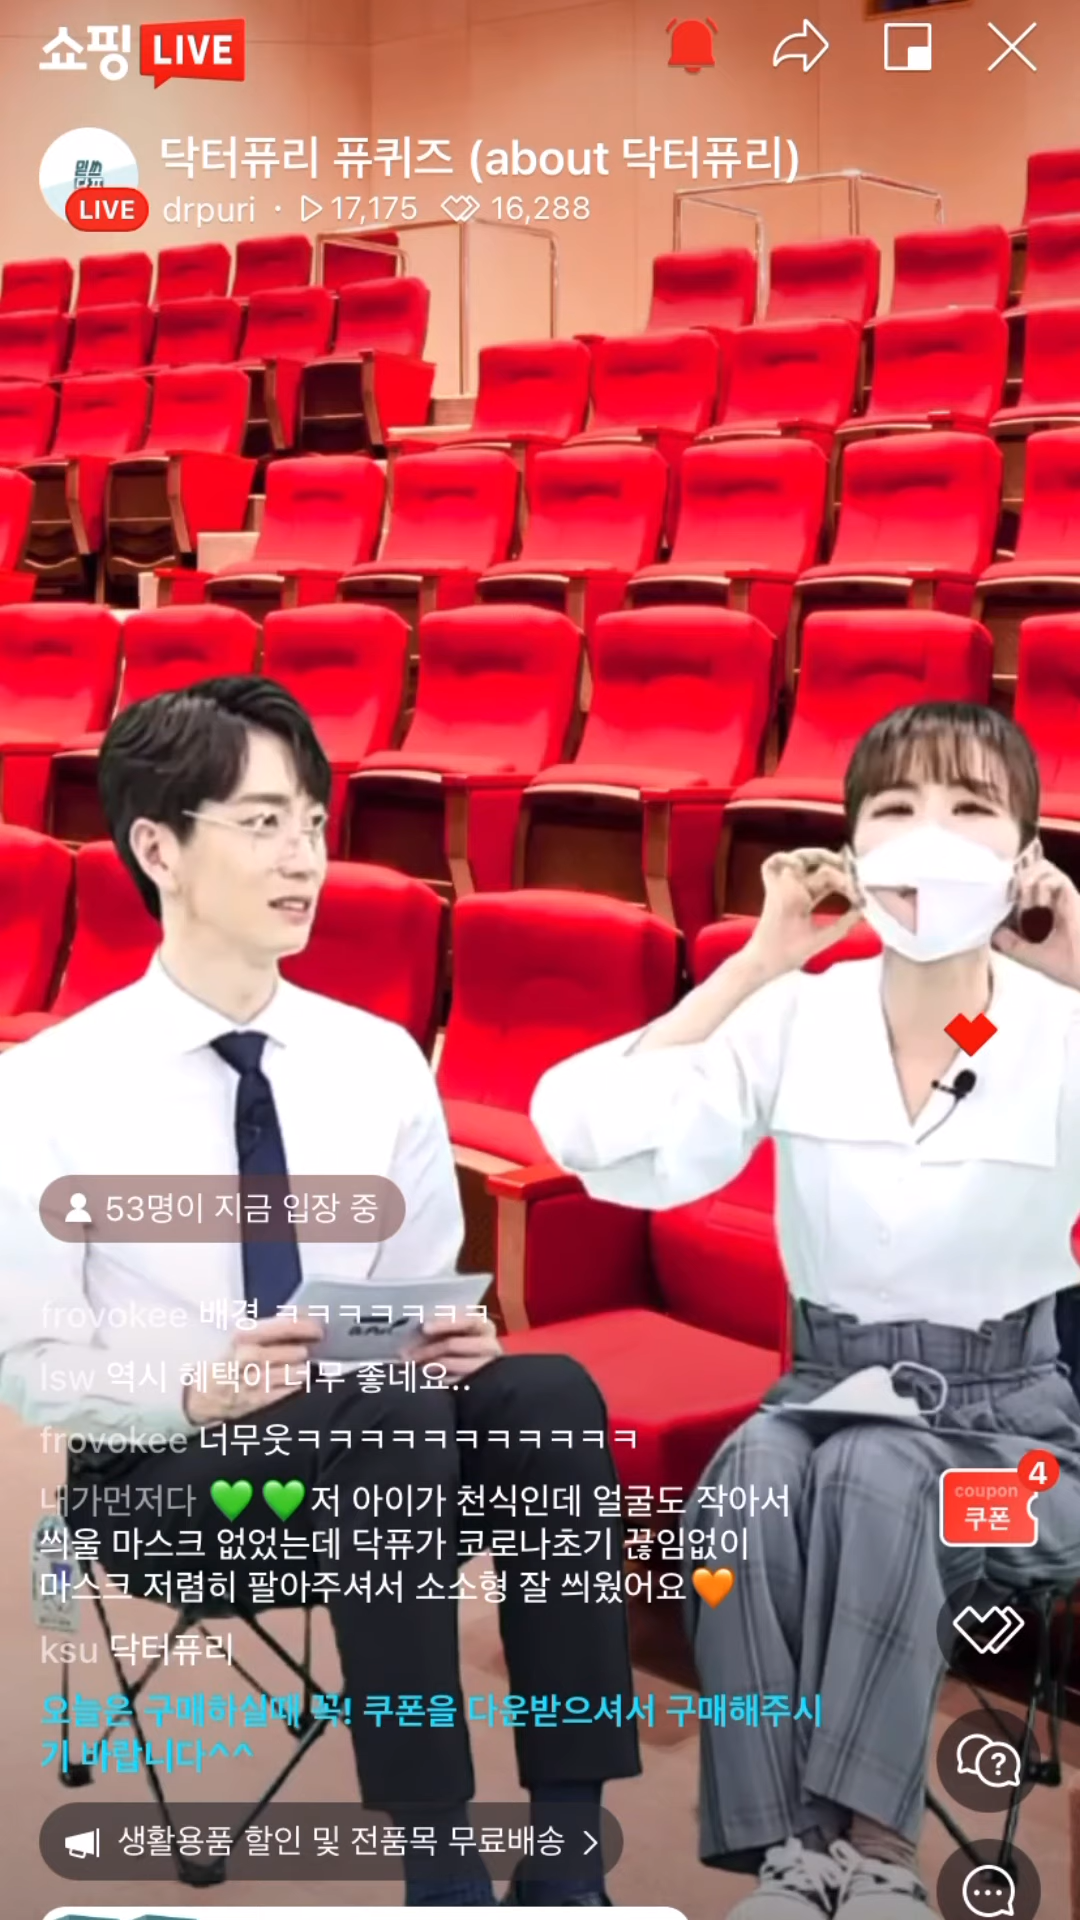 쇼핑 LIVE
닥터퓨리 퓨퀴즈 (about 닥터퓨리)
믿쓰
닥퓨
LIVE drpuri · 17,175 16,288
53명이 지금 입장 중
frovokee 배경 ㅋㅋㅋㅋㅋㅋㅋ
lsw 역시 혜택이 너무 좋네요..
frovokee 너무웃ㅋㅋㅋㅋㅋㅋㅋㅋㅋㅋㅋ
내가먼저다 💚💚저 아이가 천식인데 얼굴도 작아서
씌울 마스크 없었는데 닥퓨가 코로나초기 끊임없이
마스크 저렴히 팔아주셔서 소소형 잘 씌웠어요🧡
4
coupon
쿠폰
ksu 닥터퓨리
오늘은 구매하실때 꼭! 쿠폰을 다운받으셔서 구매해주시
기 바랍니다^^
생활용품 할인 및 전품목 무료배송 >